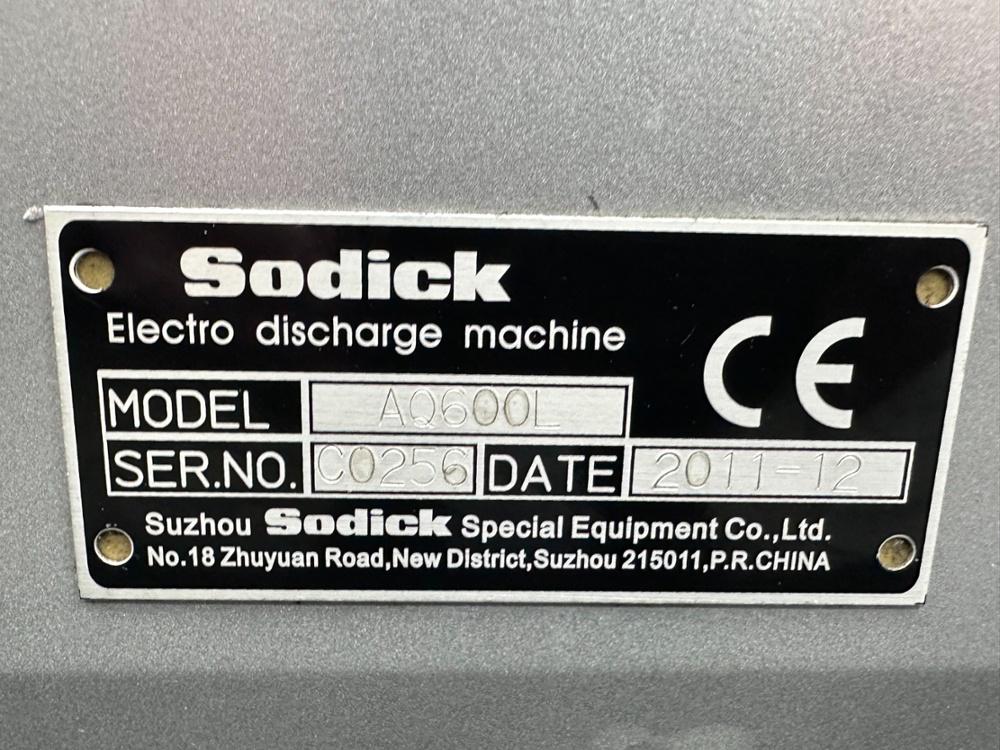 Sodick
Electro discharge machine
CE
MODEL AQ600L
SER.NO. C0256 DATE 2011-12
Suzhou Sodick Special Equipment Co.,Ltd.
No.18 Zhuyuan Road,New District,Suzhou 215011,P.R.CHINA